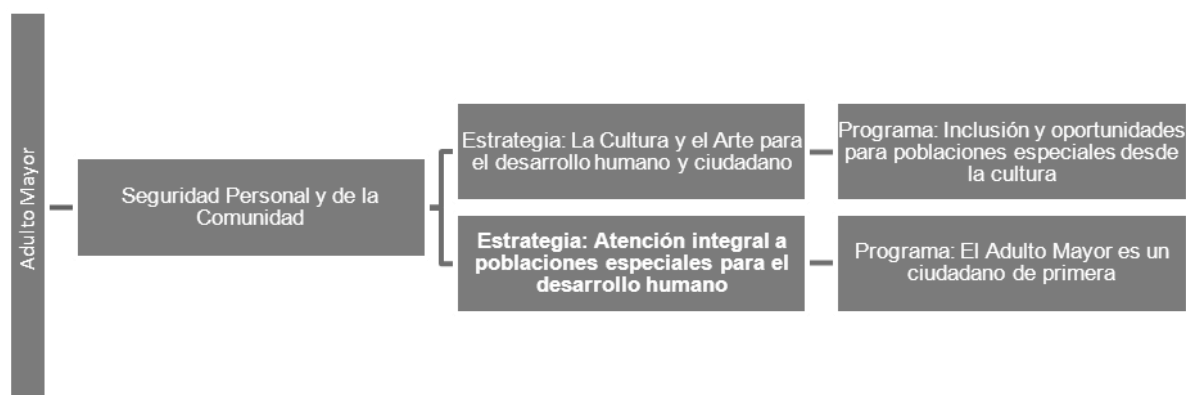 Adulto Mayor
Seguridad Personal y de la
Comunidad
Estrategia: La Cultura y el Arte para
el desarrollo humano y ciudadano
Programa: Inclusión y oportunidades
para poblaciones especiales desde
la cultura
Estrategia: Atención integral a
poblaciones especiales para el
desarrollo humano
Programa: El Adulto Mayor es un
ciudadano de primera